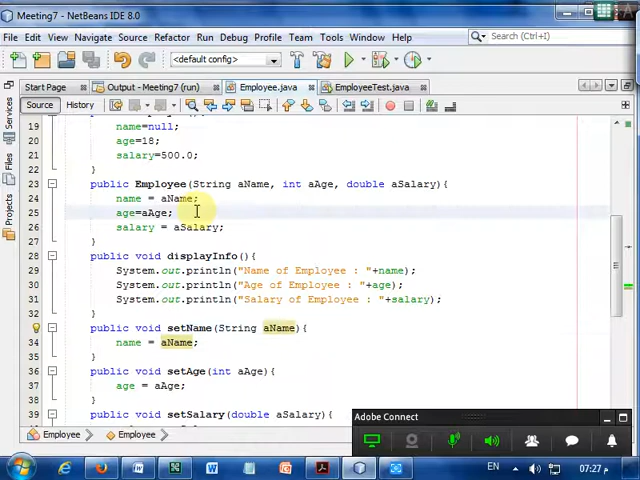 Meeting7 - NetBeans IDE 8.0
File Edit View Navigate Source Refactor Run Debug Profile Team Tools Window Help
Search (Ctrl+I)
<default config>
Start Page Output - Meeting7 (run) Employee.java EmployeeTest.java
Source History
Services
Files
Projects
19 name=null;
20 age=18;
21 salary=500.0;
22 }
23 public Employee(String aName, int aAge, double aSalary){
24 name = aName;
25 age=aAge;
26 salary = aSalary;
27 }
28 public void displayInfo(){
29 System.out.println("Name of Employee : "+name);
30 System.out.println("Age of Employee : "+age);
31 System.out.println("Salary of Employee : "+salary);
32 }
33 public void setName(String aName){
34 name = aName;
35 }
36 public void setAge(int aAge){
37 age = aAge;
38 }
39 public void setSalary(double aSalary){
Employee Employee
Adobe Connect
EN 07:27 م